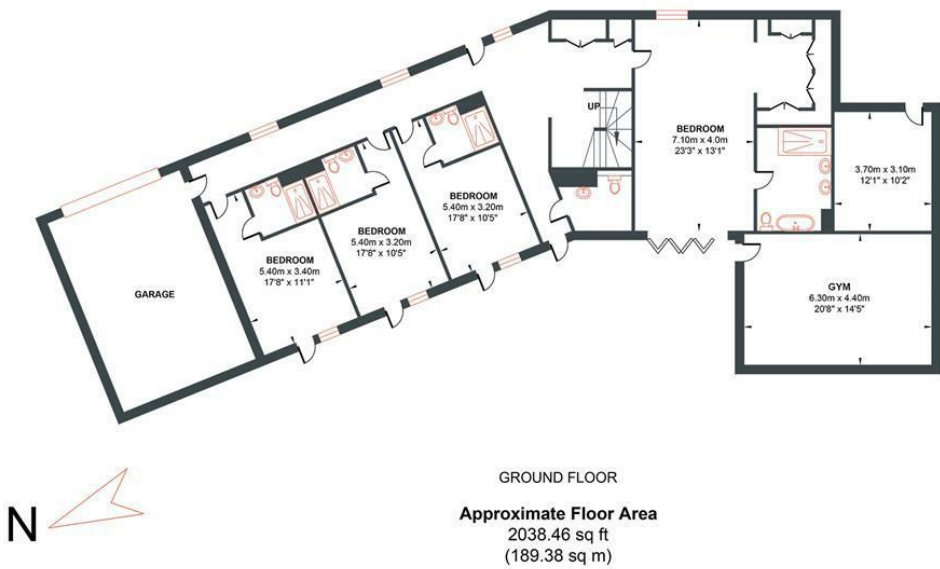 UP
BEDROOM
7.10m x 4.0m
23'3" x 13'1"
3.70m x 3.10m
12'1" x 10'2"
BEDROOM
5.40m x 3.20m
17'8" x 10'5"
BEDROOM
5.40m x 3.20m
17'8" x 10'5"
BEDROOM
5.40m x 3.40m
17'8" x 11'1"
GARAGE
GYM
6.30m x 4.40m
20'8" x 14'5"
N
GROUND FLOOR
Approximate Floor Area
2038.46 sq ft
(189.38 sq m)